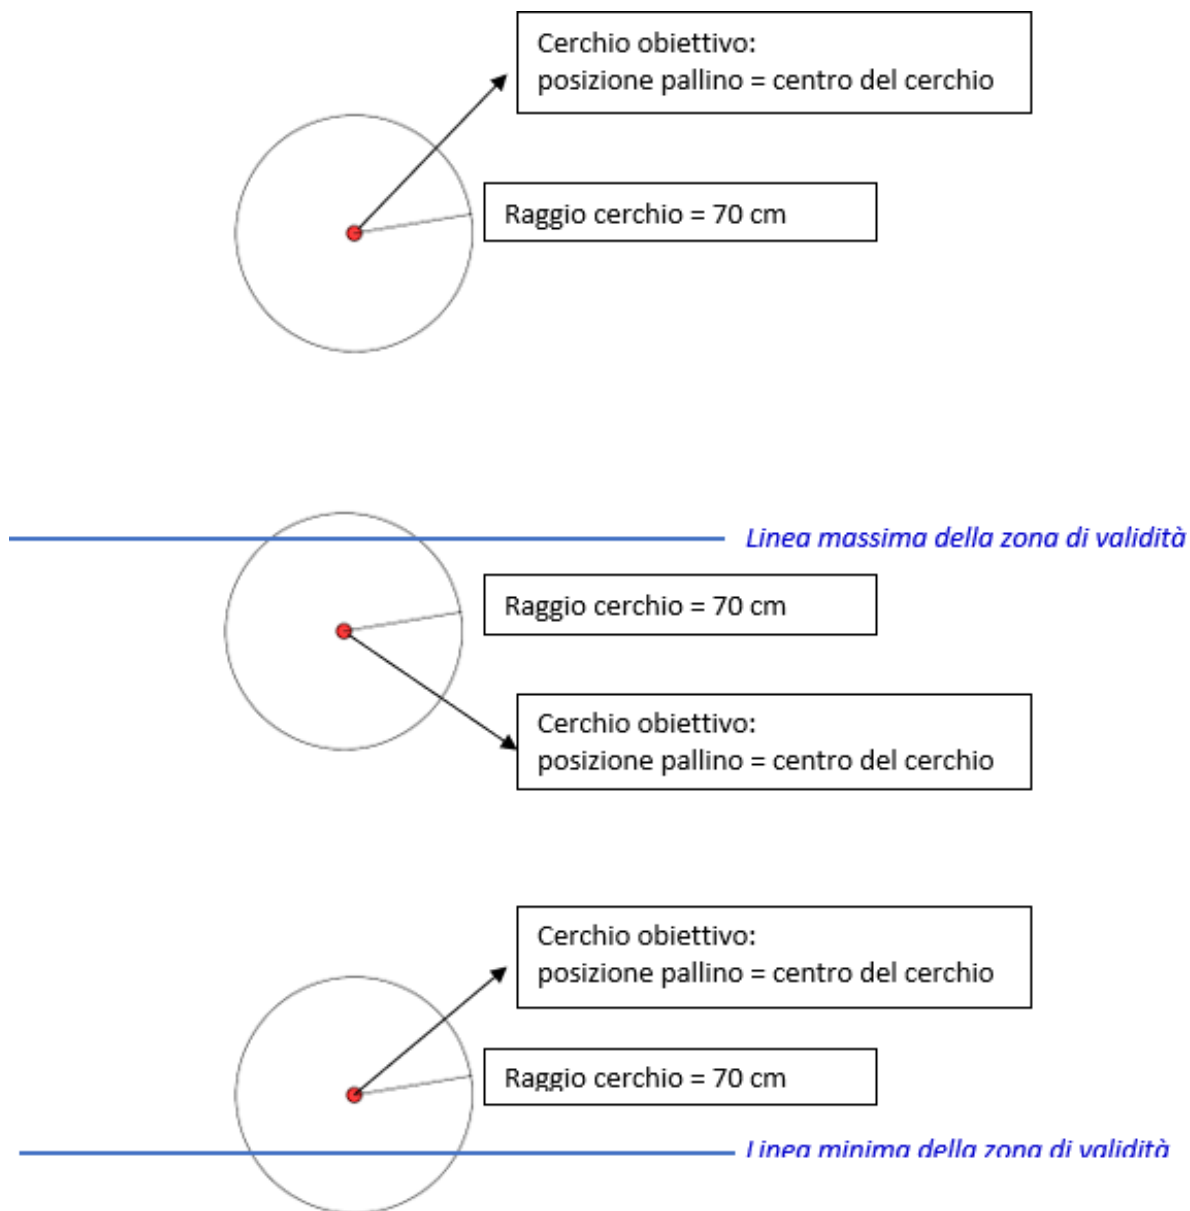 Cerchio obiettivo:
posizione pallino = centro del cerchio
Raggio cerchio = 70 cm
Linea massima della zona di validità
Raggio cerchio = 70 cm
Cerchio obiettivo:
posizione pallino = centro del cerchio
Cerchio obiettivo:
posizione pallino = centro del cerchio
Raggio cerchio = 70 cm
Linea minima della zona di validità